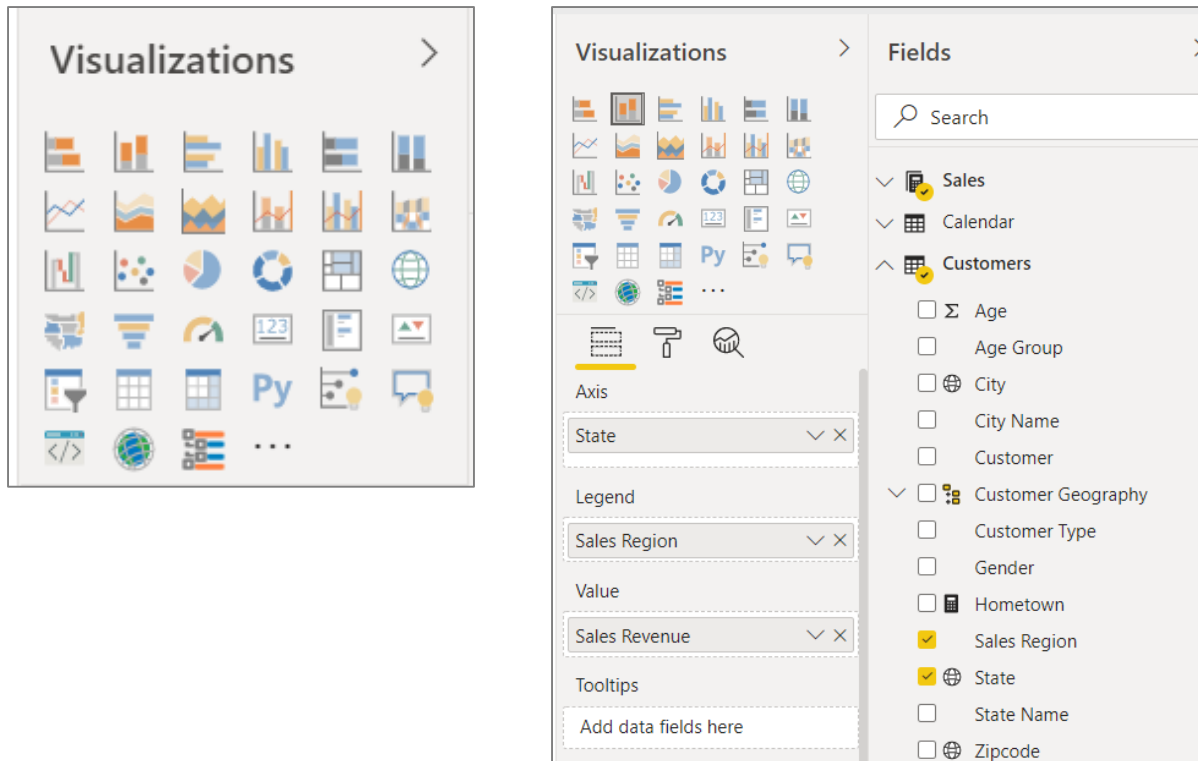 Visualizations
123
Py
</>
...
Visualizations
123
Py
</>
...
Axis
State
Legend
Sales Region
Value
Sales Revenue
Tooltips
Add data fields here
Fields
Search
Sales
Calendar
Customers
Σ Age
Age Group
City
City Name
Customer
Customer Geography
Customer Type
Gender
Hometown
Sales Region
State
State Name
Zipcode